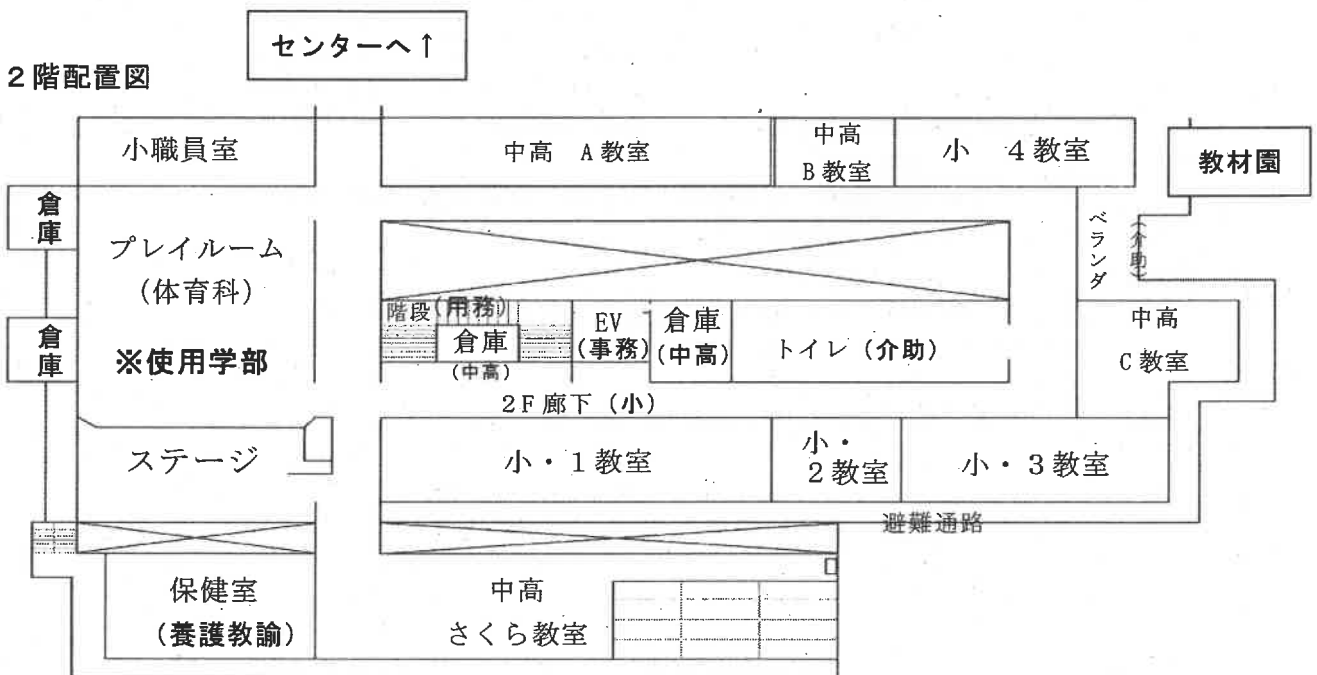 センターへ↑
2階配置図
小職員室
中高 A教室
中高
B教室
小 4教室
教材園
倉庫
プレイルーム
(体育科)
※使用学部
倉庫
ベランダ
(介助)
階段(用務)
倉庫
(中高)
EV
(事務)
倉庫
(中高)
トイレ(介助)
中高
C教室
2F廊下(小)
ステージ
小・1教室
小・
2教室
小・3教室
避難通路
保健室
(養護教諭)
中高
さくら教室